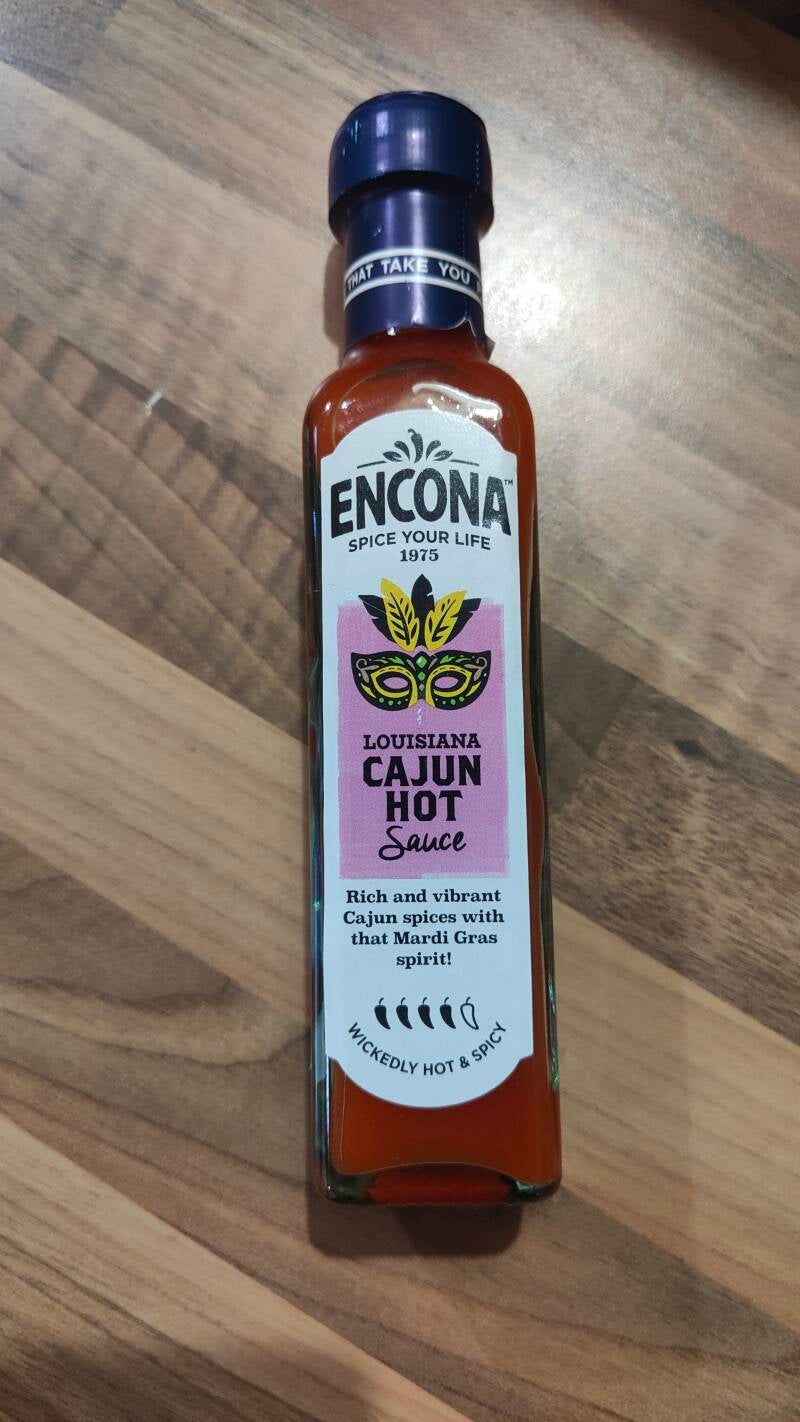 THAT TAKE YOU
ENCONA™
SPICE YOUR LIFE
1975
LOUISIANA
CAJUN
HOT
Sauce
Rich and vibrant
Cajun spices with
that Mardi Gras
spirit!
WICKEDLY HOT & SPICY